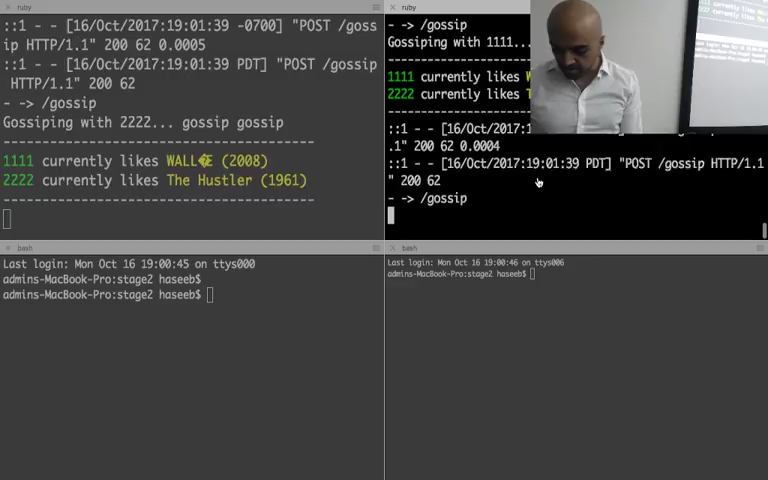 ruby
::1 - - [16/Oct/2017:19:01:39 -0700] "POST /goss
ip HTTP/1.1" 200 62 0.0005
::1 - - [16/Oct/2017:19:01:39 PDT] "POST /gossip
HTTP/1.1" 200 62
- -> /gossip
Gossiping with 2222... gossip gossip
----------------------------------------
1111 currently likes WALL�E (2008)
2222 currently likes The Hustler (1961)
----------------------------------------
ruby
- -> /gossip
Gossiping with 1111...
1111 currently likes
2222 currently likes
::1 - - [16/Oct/2017:19:01:39
.1" 200 62 0.0004
::1 - - [16/Oct/2017:19:01:39 PDT] "POST /gossip HTTP/1.1
" 200 62
- -> /gossip
bash
Last login: Mon Oct 16 19:00:45 on ttys000
admins-MacBook-Pro:stage2 haseeb$
admins-MacBook-Pro:stage2 haseeb$
bash
Last login: Mon Oct 16 19:00:46 on ttys006
admins-MacBook-Pro:stage2 haseeb$